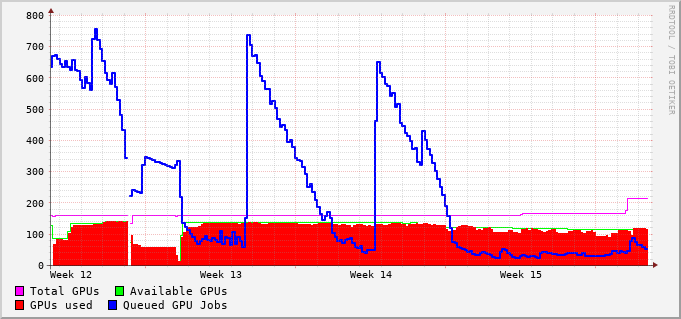 800
700
600
500
400
300
200
100
0
Week 12 Week 13 Week 14 Week 15
Total GPUs Available GPUs
GPUs used Queued GPU Jobs
RRDTOOL / TOBI OETIKER